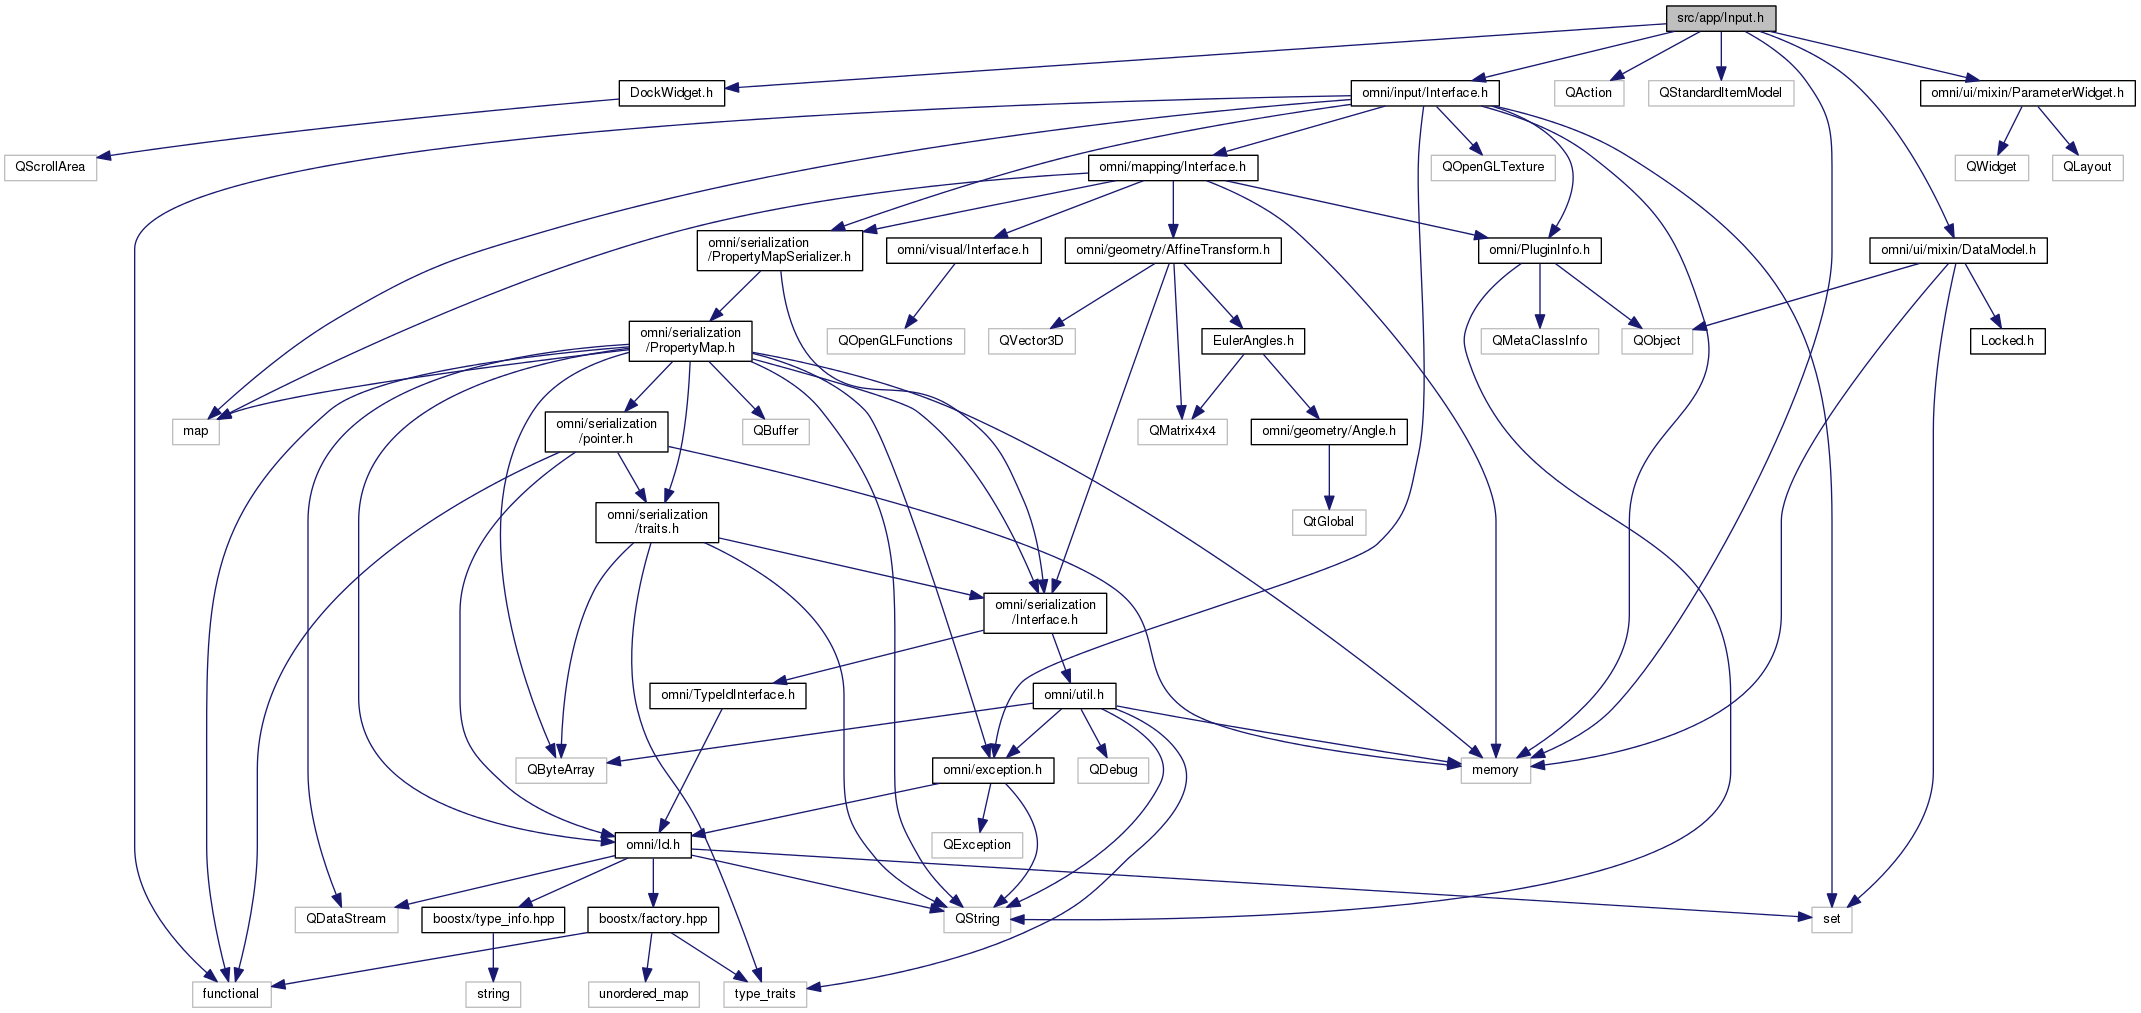 src/app/Input.h
DockWidget.h
omni/input/Interface.h
QAction
QStandardItemModel
omni/ui/mixin/ParameterWidget.h
QScrollArea
omni/mapping/Interface.h
QOpenGLTexture
QWidget
QLayout
omni/serialization
/PropertyMapSerializer.h
omni/visual/Interface.h
omni/geometry/AffineTransform.h
omni/PluginInfo.h
omni/ui/mixin/DataModel.h
omni/serialization
/PropertyMap.h
QOpenGLFunctions
QVector3D
EulerAngles.h
QMetaClassInfo
QObject
Locked.h
map
omni/serialization
/pointer.h
QBuffer
QMatrix4x4
omni/geometry/Angle.h
omni/serialization
/traits.h
QtGlobal
omni/serialization
/Interface.h
omni/TypeIdInterface.h
omni/util.h
QByteArray
omni/exception.h
QDebug
memory
omni/Id.h
QException
QDataStream
boostx/type_info.hpp
boostx/factory.hpp
QString
set
functional
string
unordered_map
type_traits